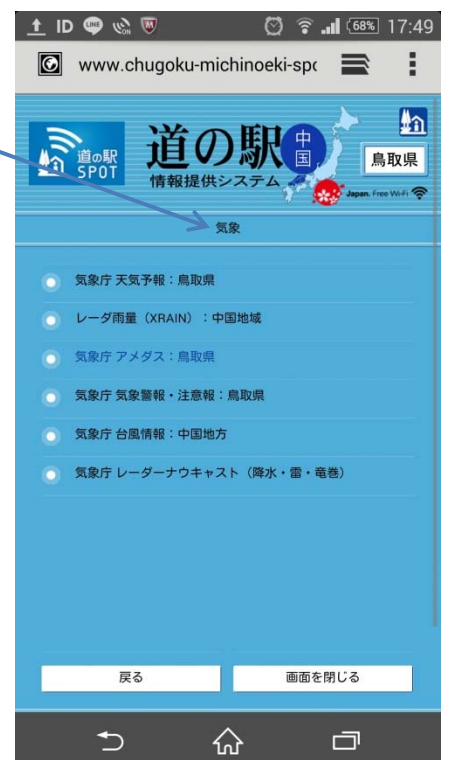 ID LINE ON 68% 17:49
www.chugoku-michinoeki-spo
道の駅
SPOT
道の駅
中国
情報提供システム
鳥取県
Japan. Free Wi-Fi
気象
気象庁 天気予報：鳥取県
レーダ雨量（XRAIN）：中国地域
気象庁 アメダス：鳥取県
気象庁 気象警報・注意報：鳥取県
気象庁 台風情報：中国地方
気象庁 レーダーナウキャスト（降水・雷・竜巻）
戻る
画面を閉じる